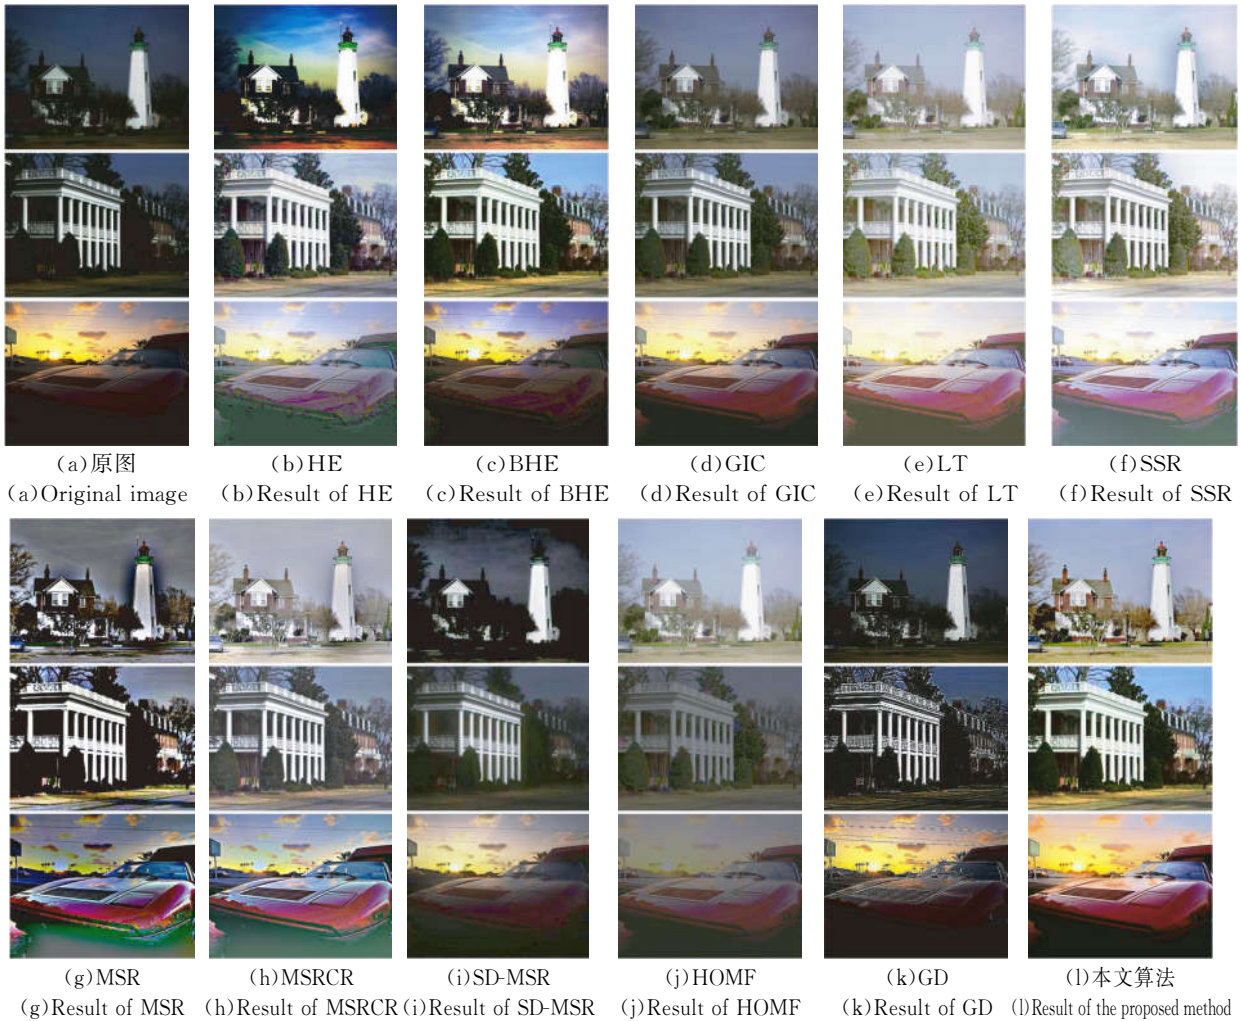 (a)原图 (b)HE (c)BHE (d)GIC (e)LT (f)SSR
(a)Original image (b)Result of HE (c)Result of BHE (d)Result of GIC (e)Result of LT (f)Result of SSR
(g)MSR (h)MSRCR (i)SD-MSR (j)HOMF (k)GD (l)本文算法
(g)Result of MSR (h)Result of MSRCR (i)Result of SD-MSR (j)Result of HOMF (k)Result of GD (l)Result of the proposed method